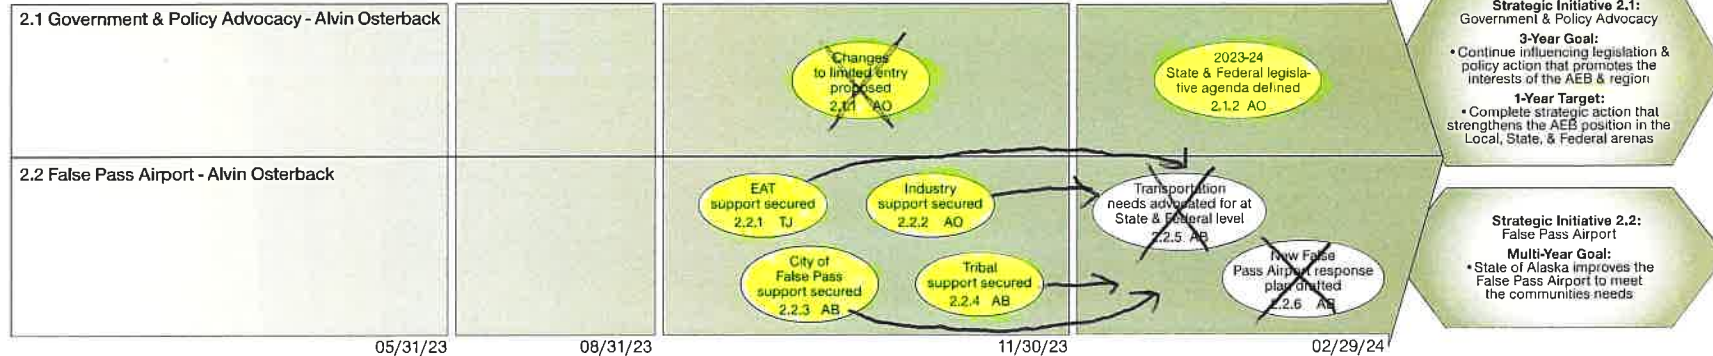 2.1 Government & Policy Advocacy - Alvin Osterback
Changes
to limited entry
proposed
2.1.1 AO
2023-24
State & Federal legisla-
tive agenda defined
2.1.2 AO
Strategic Initiative 2.1:
Government & Policy Advocacy
3-Year Goal:
• Continue influencing legislation &
policy action that promotes the
interests of the AEB & region
1-Year Target:
• Complete strategic action that
strengthens the AEB position in the
Local, State, & Federal arenas
2.2 False Pass Airport - Alvin Osterback
EAT
support secured
2.2.1 TJ
Industry
support secured
2.2.2 AO
Transportation
needs advocated for at
State & Federal level
2.2.5 AB
City of
False Pass
support secured
2.2.3 AB
Tribal
support secured
2.2.4 AB
New False
Pass Airport response
plan drafted
2.2.6 AB
Strategic Initiative 2.2:
False Pass Airport
Multi-Year Goal:
• State of Alaska improves the
False Pass Airport to meet
the communities needs
05/31/23
08/31/23
11/30/23
02/29/24